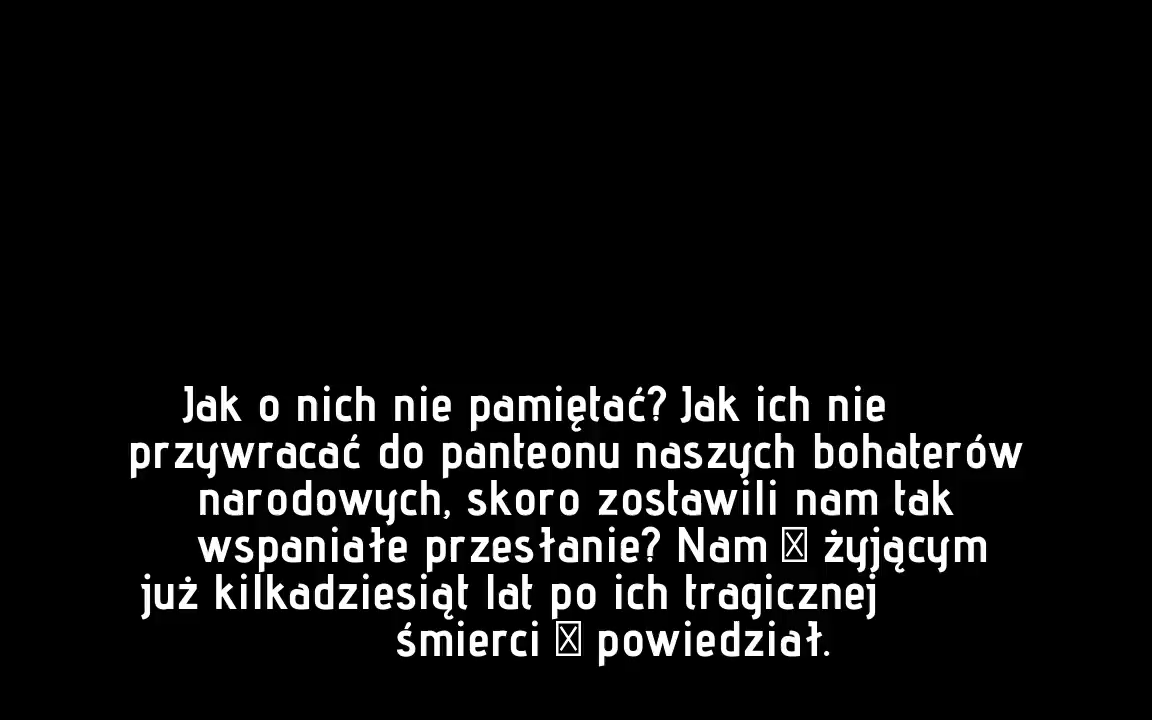 Jak o nich nie pamiętać? Jak ich nie
przywracać do panteonu naszych bohaterów
narodowych, skoro zostawili nam tak
wspaniałe przesłanie? Nam żyjącym
już kilkadziesiąt lat po ich tragicznej
śmierci powiedział.